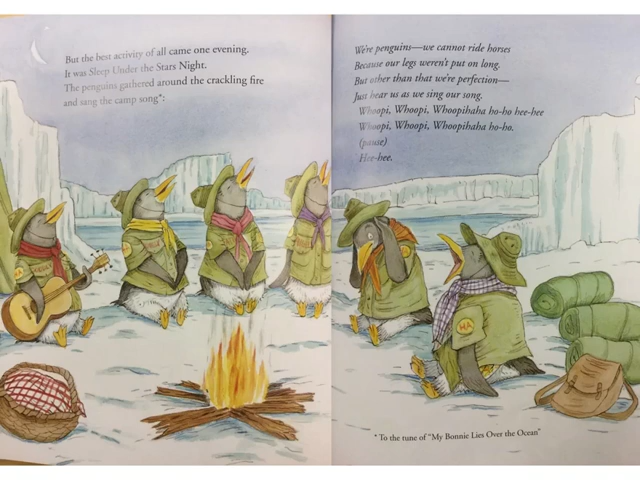 But the best activity of all came one evening.
It was Sleep Under the Stars Night.
The penguins gathered around the crackling fire
and sang the camp song*:
We're penguins—we cannot ride horses
Because our legs weren't put on long.
But other than that we're perfection—
Just hear us as we sing our song.
Whoopi, Whoopi, Whoopihaha ho-ho hee-hee
Whoopi, Whoopi, Whoopihaha ho-ho.
(pause)
Hee-hee.
HA
* To the tune of "My Bonnie Lies Over the Ocean"